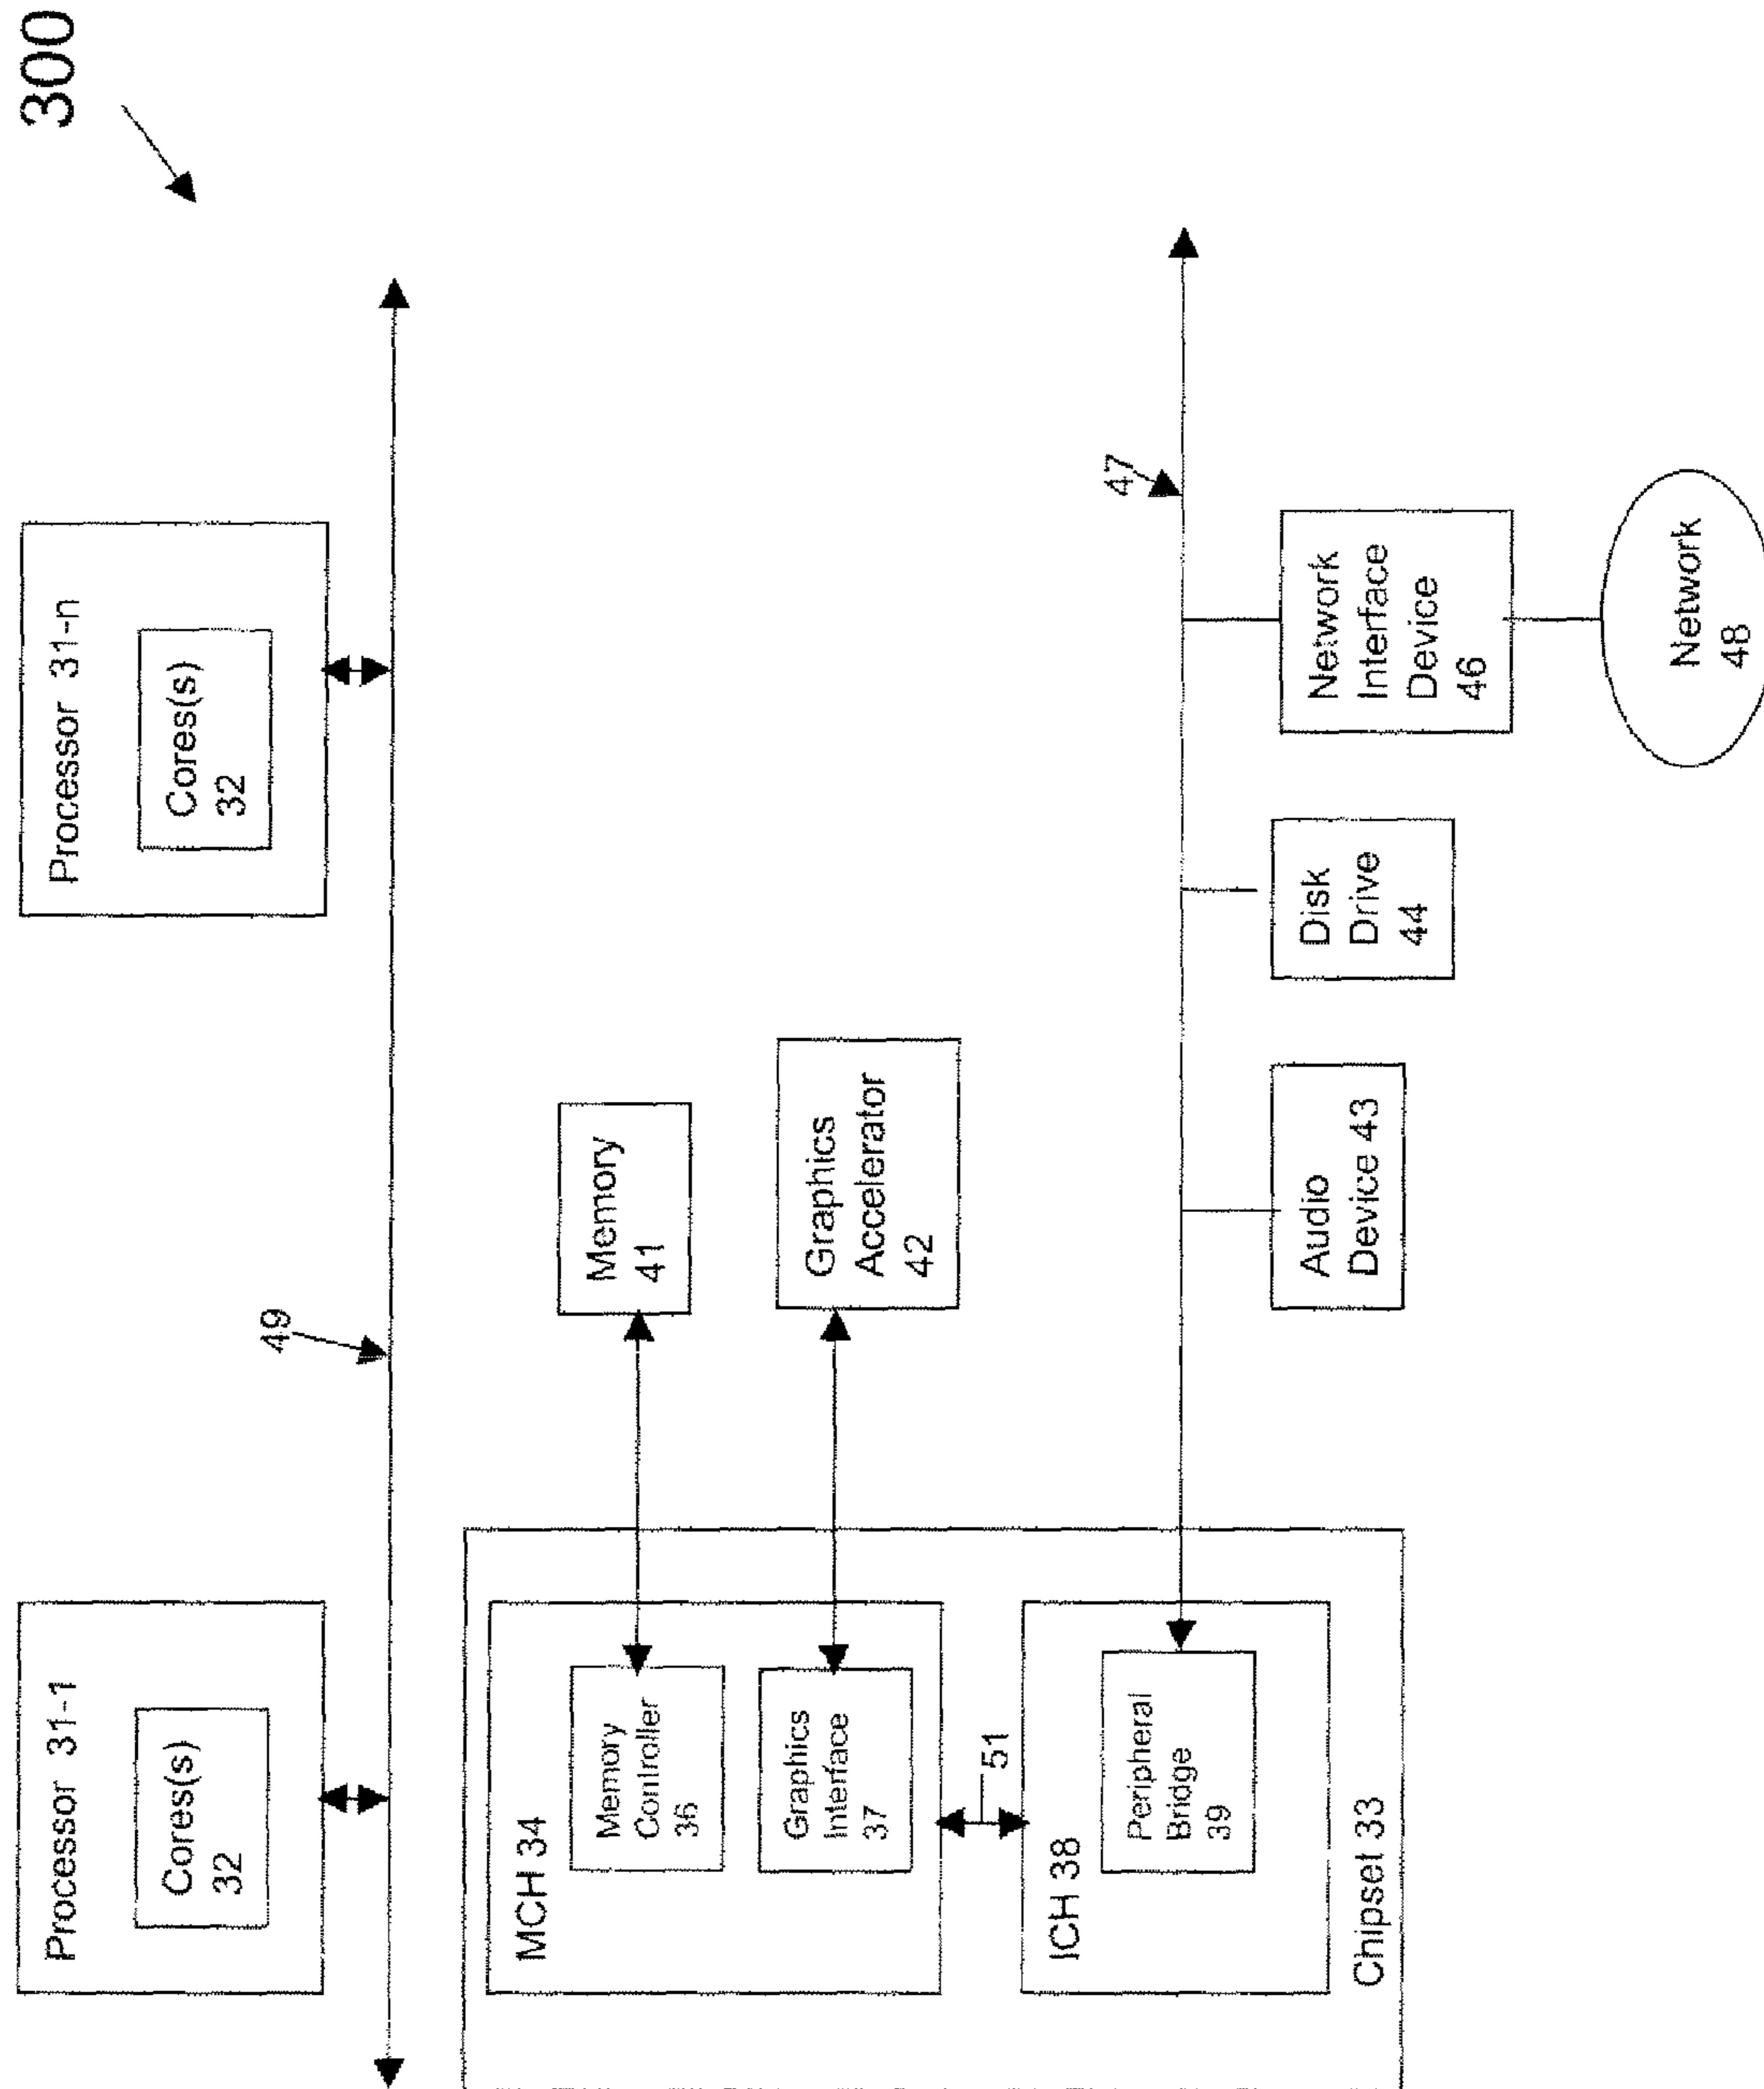 300
Processor 31-1
Cores(s)
32
Processor 31-n
Cores(s)
32
49
MCH 34
Memory
Controller
36
Graphics
Interface
37
Memory
41
Graphics
Accelerator
42
51
ICH 38
Peripheral
Bridge
39
Chipset 33
47
Audio
Device 43
Disk
Drive
44
Network
Interface
Device
46
Network
48